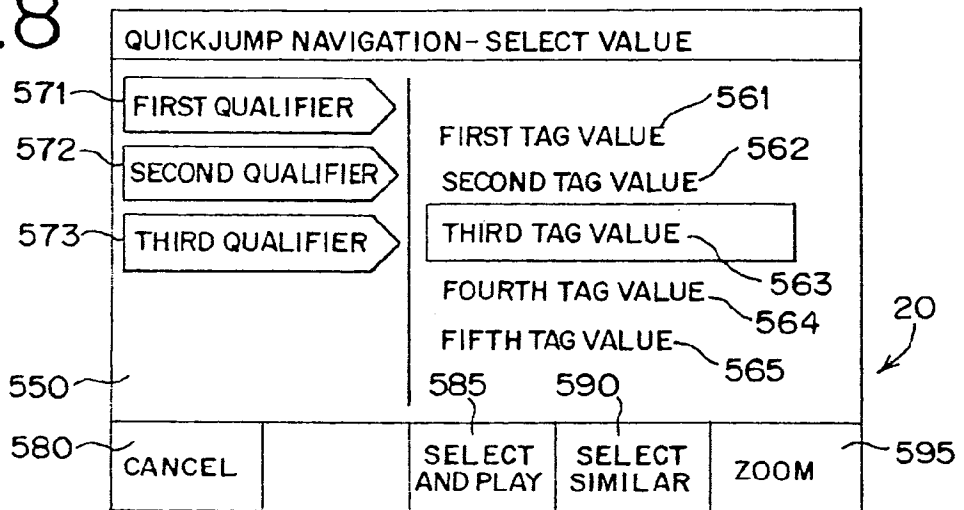 .8
QUICKJUMP NAVIGATION-SELECT VALUE
571
FIRST QUALIFIER
572
SECOND QUALIFIER
573
THIRD QUALIFIER
561
FIRST TAG VALUE
562
SECOND TAG VALUE
THIRD TAG VALUE
563
FOURTH TAG VALUE
564
FIFTH TAG VALUE
565
20
550
585
590
580
CANCEL
SELECT
AND PLAY
SELECT
SIMILAR
ZOOM
595